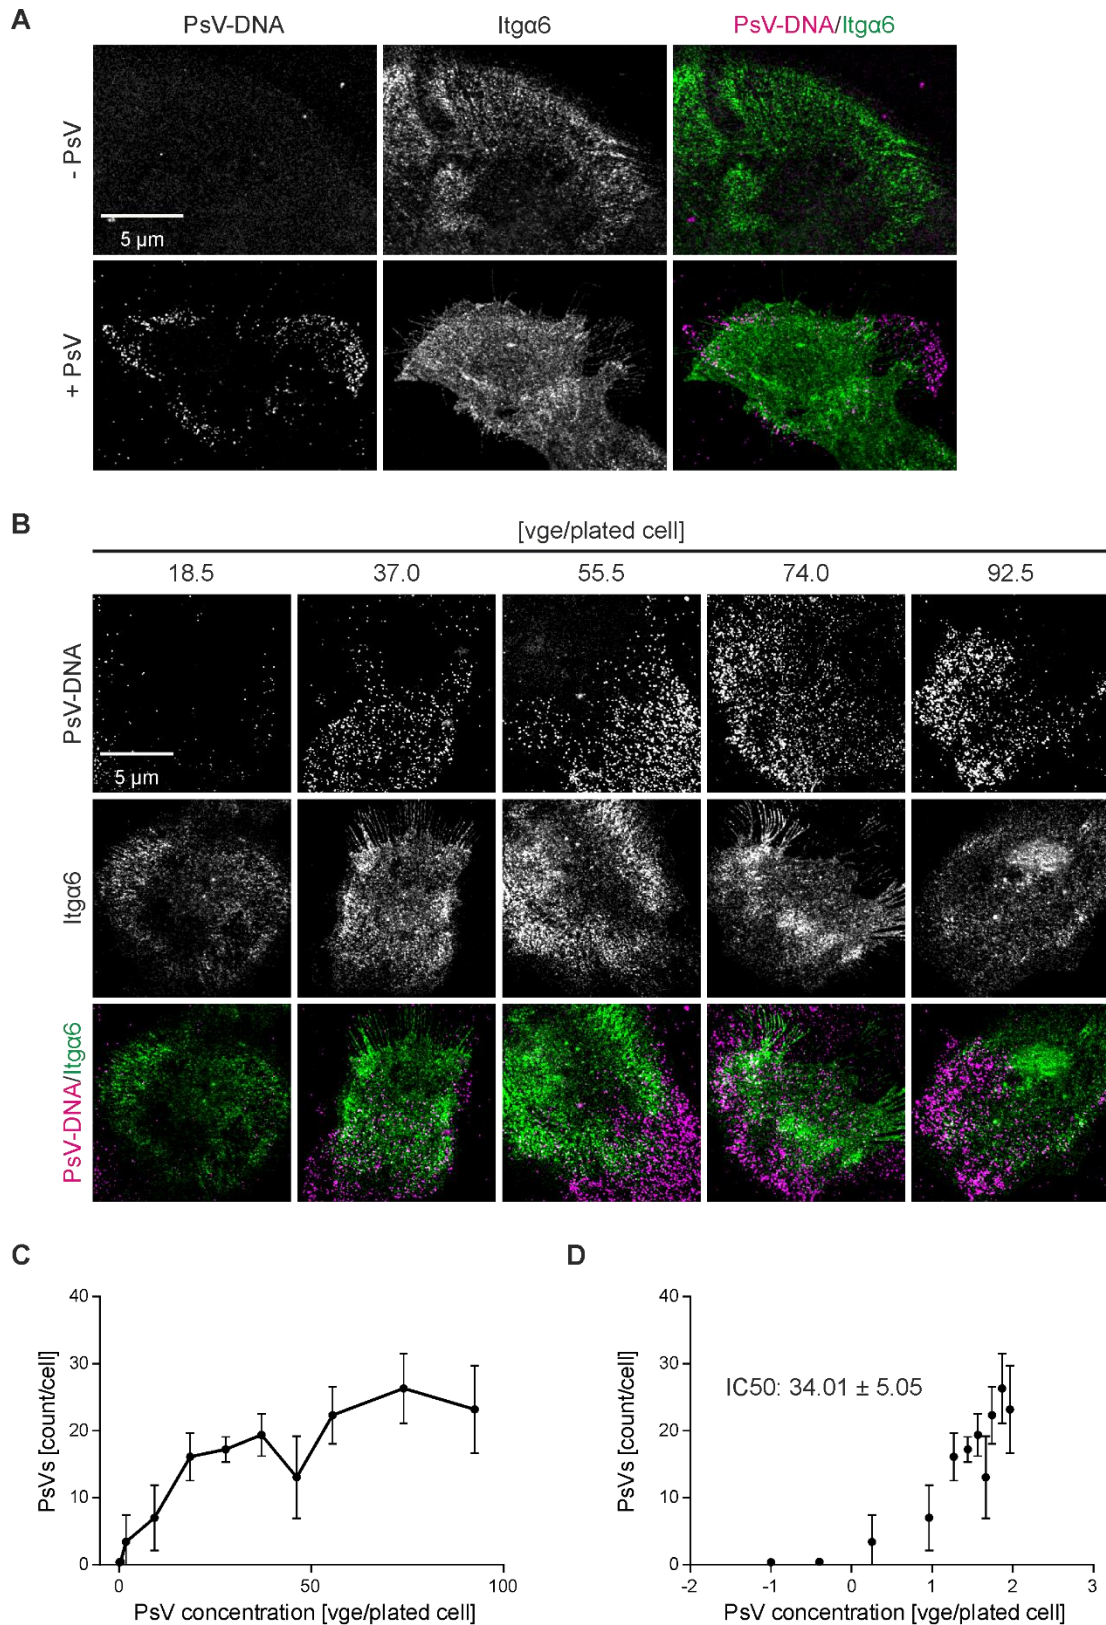 A
PsV-DNA
Itgα6
PsV-DNA/Itgα6
- PsV
5 µm
+ PsV
B
[vge/plated cell]
18.5
37.0
55.5
74.0
92.5
PsV-DNA
5 µm
Itgα6
PsV-DNA/Itgα6
C
PsVs [count/cell]
40
30
20
10
0
0
50
100
PsV concentration [vge/plated cell]
D
PsVs [count/cell]
40
30
20
10
0
IC50: 34.01 ± 5.05
-2
-1
0
1
2
3
PsV concentration [vge/plated cell]